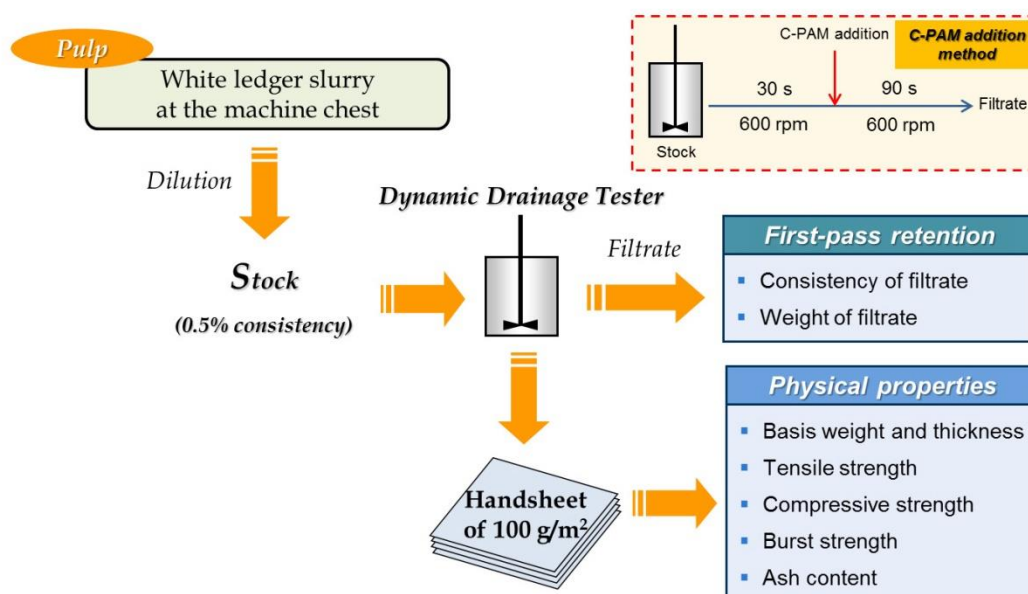 Pulp
White ledger slurry
at the machine chest
C-PAM addition
C-PAM addition
method
30 s
90 s
600 rpm
600 rpm
Filtrate
Stock
Dilution
Dynamic Drainage Tester
Stock
(0.5% consistency)
Filtrate
First-pass retention
▪ Consistency of filtrate
▪ Weight of filtrate
Handsheet
of 100 g/m²
Physical properties
▪ Basis weight and thickness
▪ Tensile strength
▪ Compressive strength
▪ Burst strength
▪ Ash content